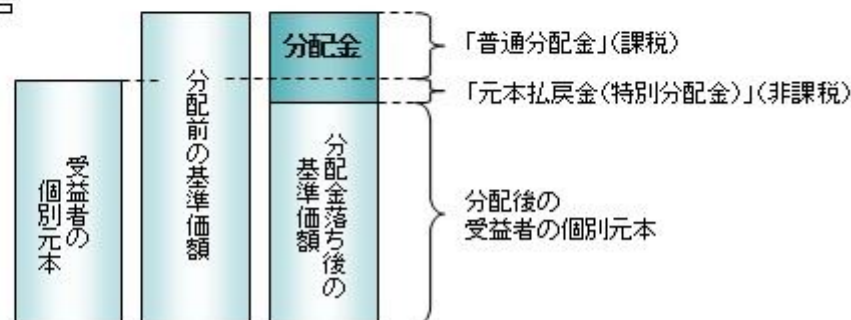 受益者の
個別元本
分配前の基準価額
分配金
分配金落ち後の
基準価額
「普通分配金」(課税)
「元本払戻金(特別分配金)」(非課税)
分配後の
受益者の個別元本